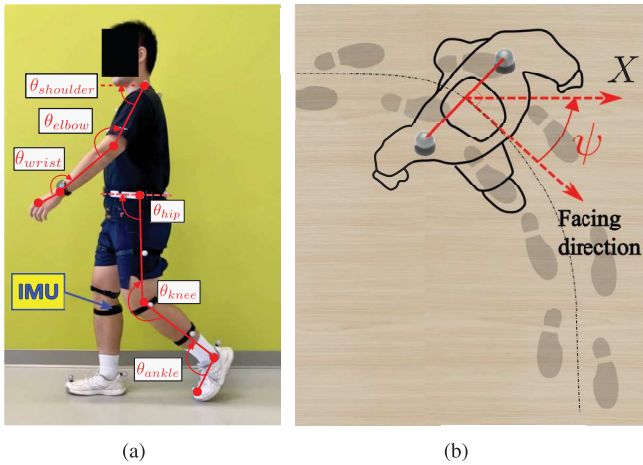 θshoulder
θelbow
θwrist
θhip
IMU
θknee
θankle
X
ψ
Facing
direction
(a)
(b)